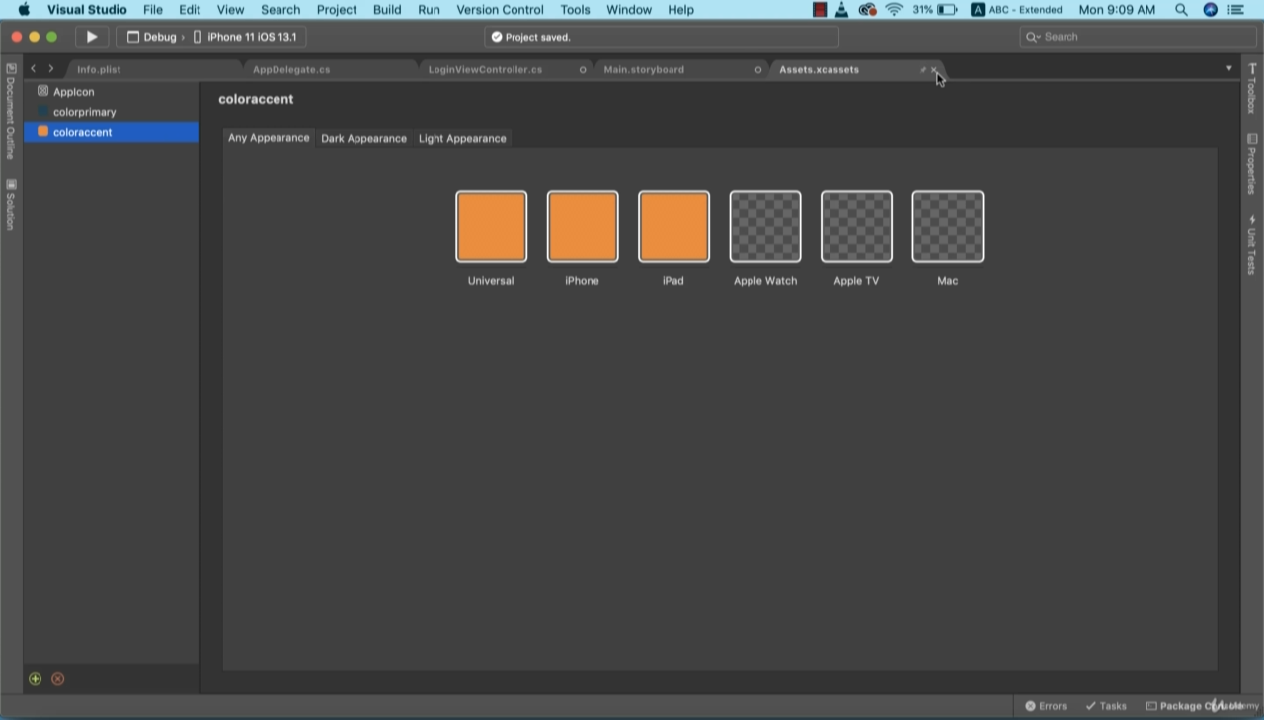 Visual Studio File Edit View Search Project Build Run Version Control Tools Window Help 31% A ABC - Extended Mon 9:09 AM
Debug › iPhone 11 iOS 13.1 Project saved. Search
Info.plist AppDelegate.cs LoginViewController.cs Main.storyboard Assets.xcassets
Document Outline
Solution
AppIcon
colorprimary
coloraccent
coloraccent
Any Appearance Dark Appearance Light Appearance
Universal iPhone iPad Apple Watch Apple TV Mac
Toolbox
Properties
Unit Tests
Errors Tasks Package